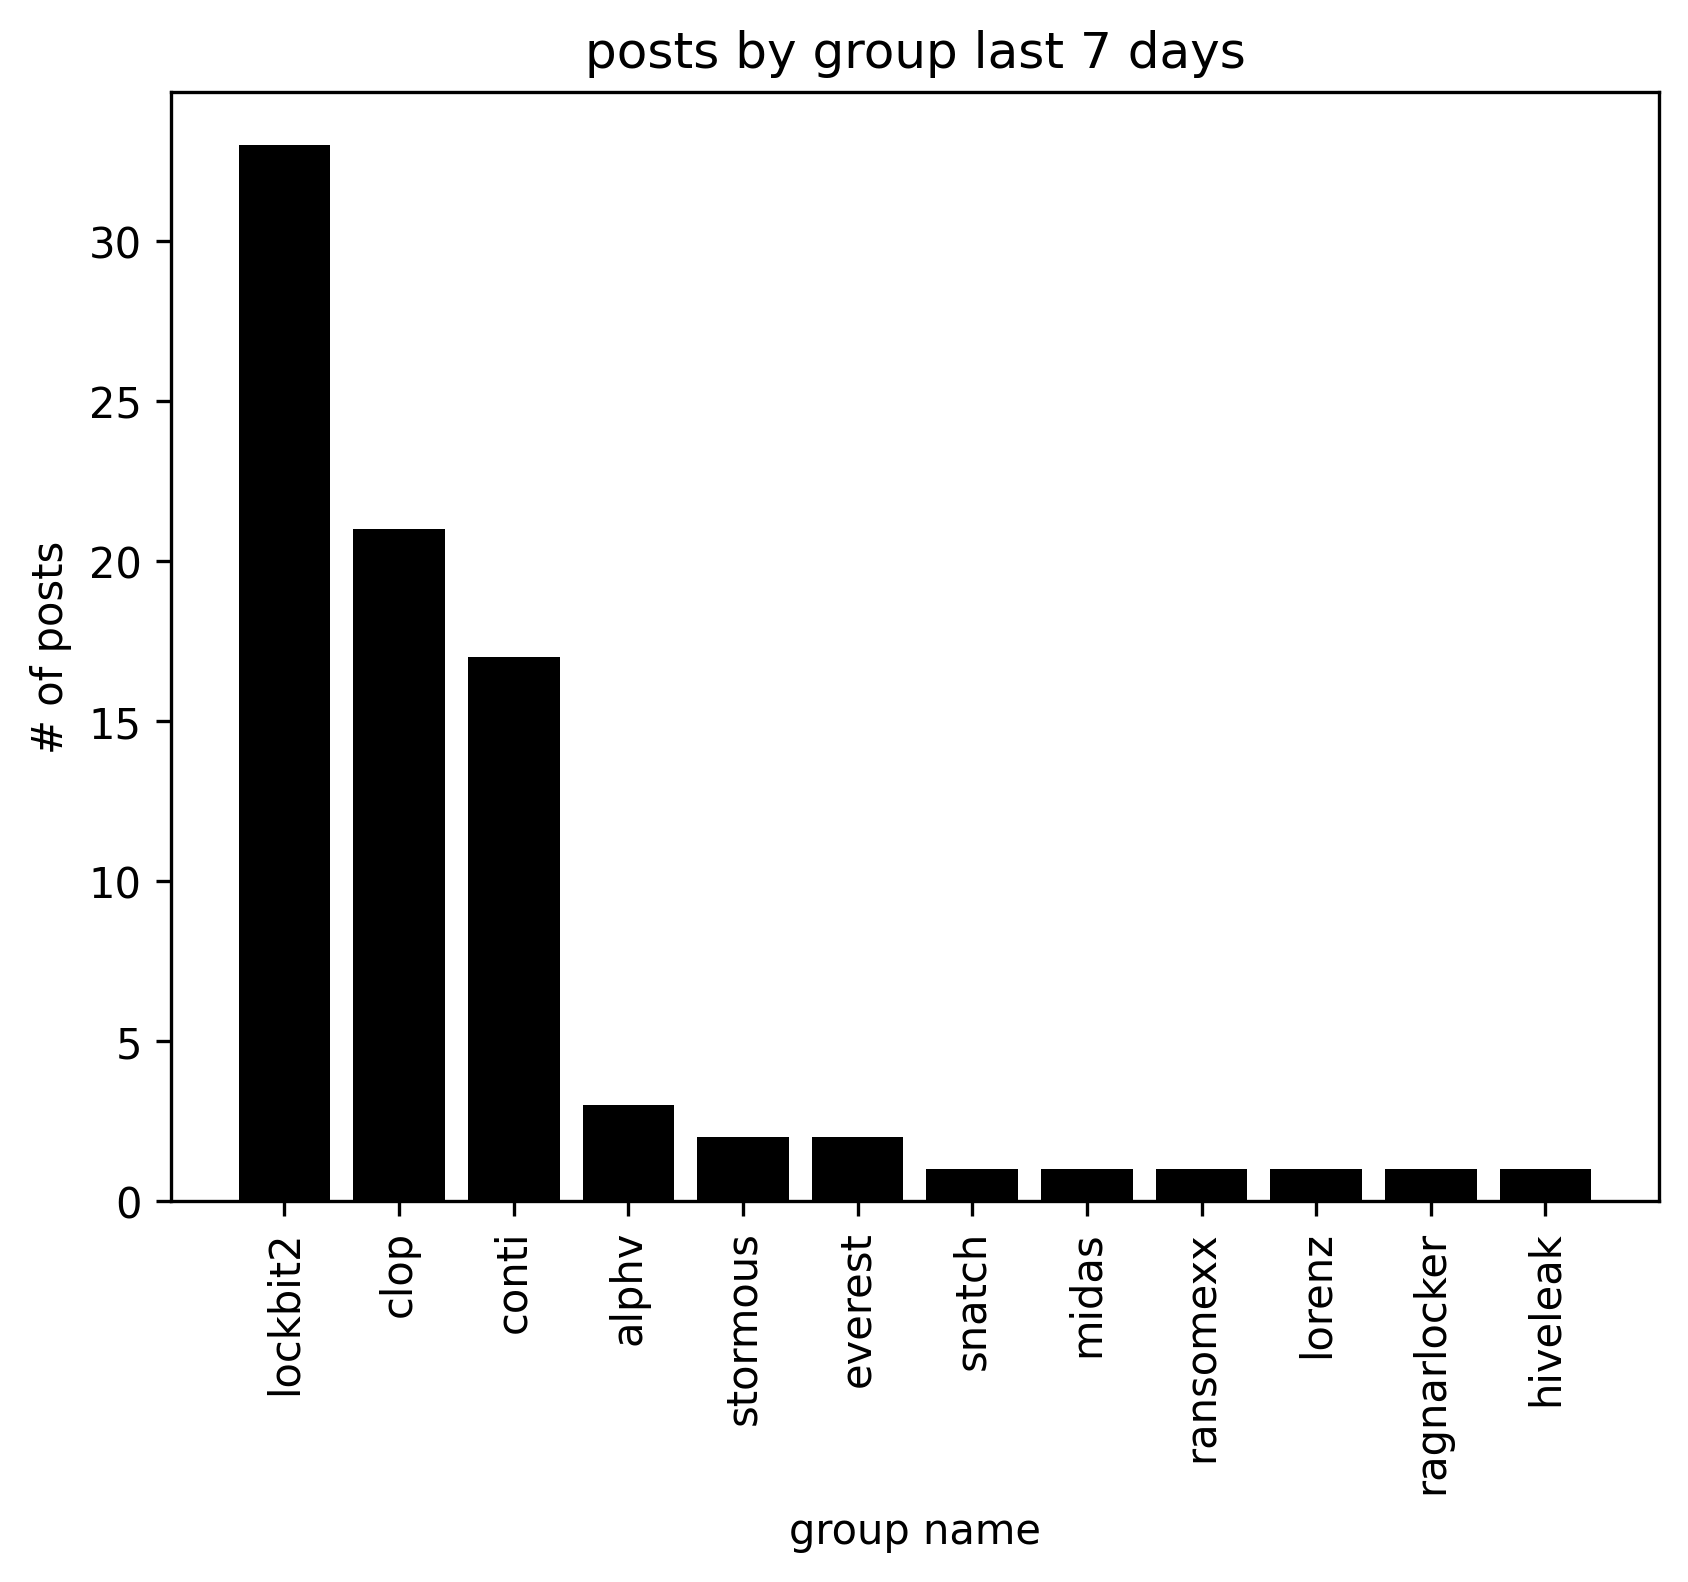 posts by group last 7 days
# of posts
30
25
20
15
10
5
0
lockbit2
clop
conti
alphv
stormous
everest
snatch
midas
ransomexx
lorenz
ragnarlocker
hiveleak
group name